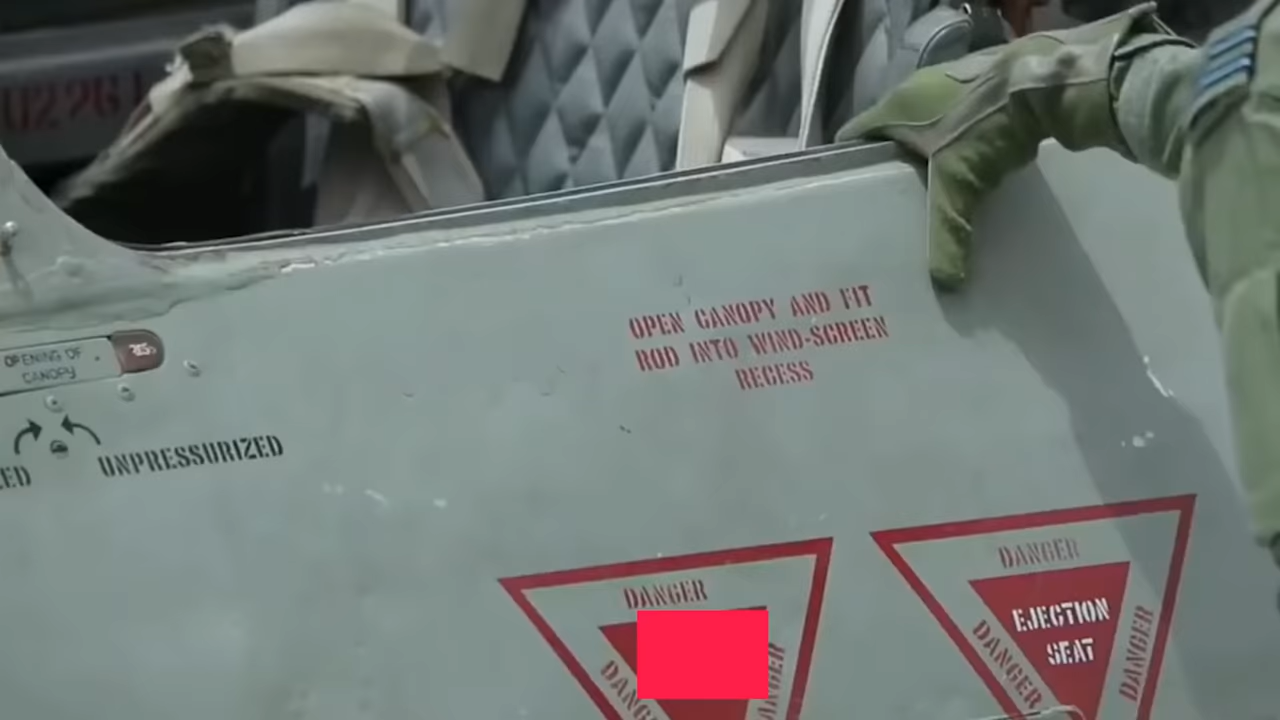 OPEN CANOPY AND FIT
ROD INTO WIND-SCREEN
RECESS
OPENING OF
CANOPY
UNPRESSURIZED
DANGER
DANGER
EJECTION
SEAT
DANGER
DANGER